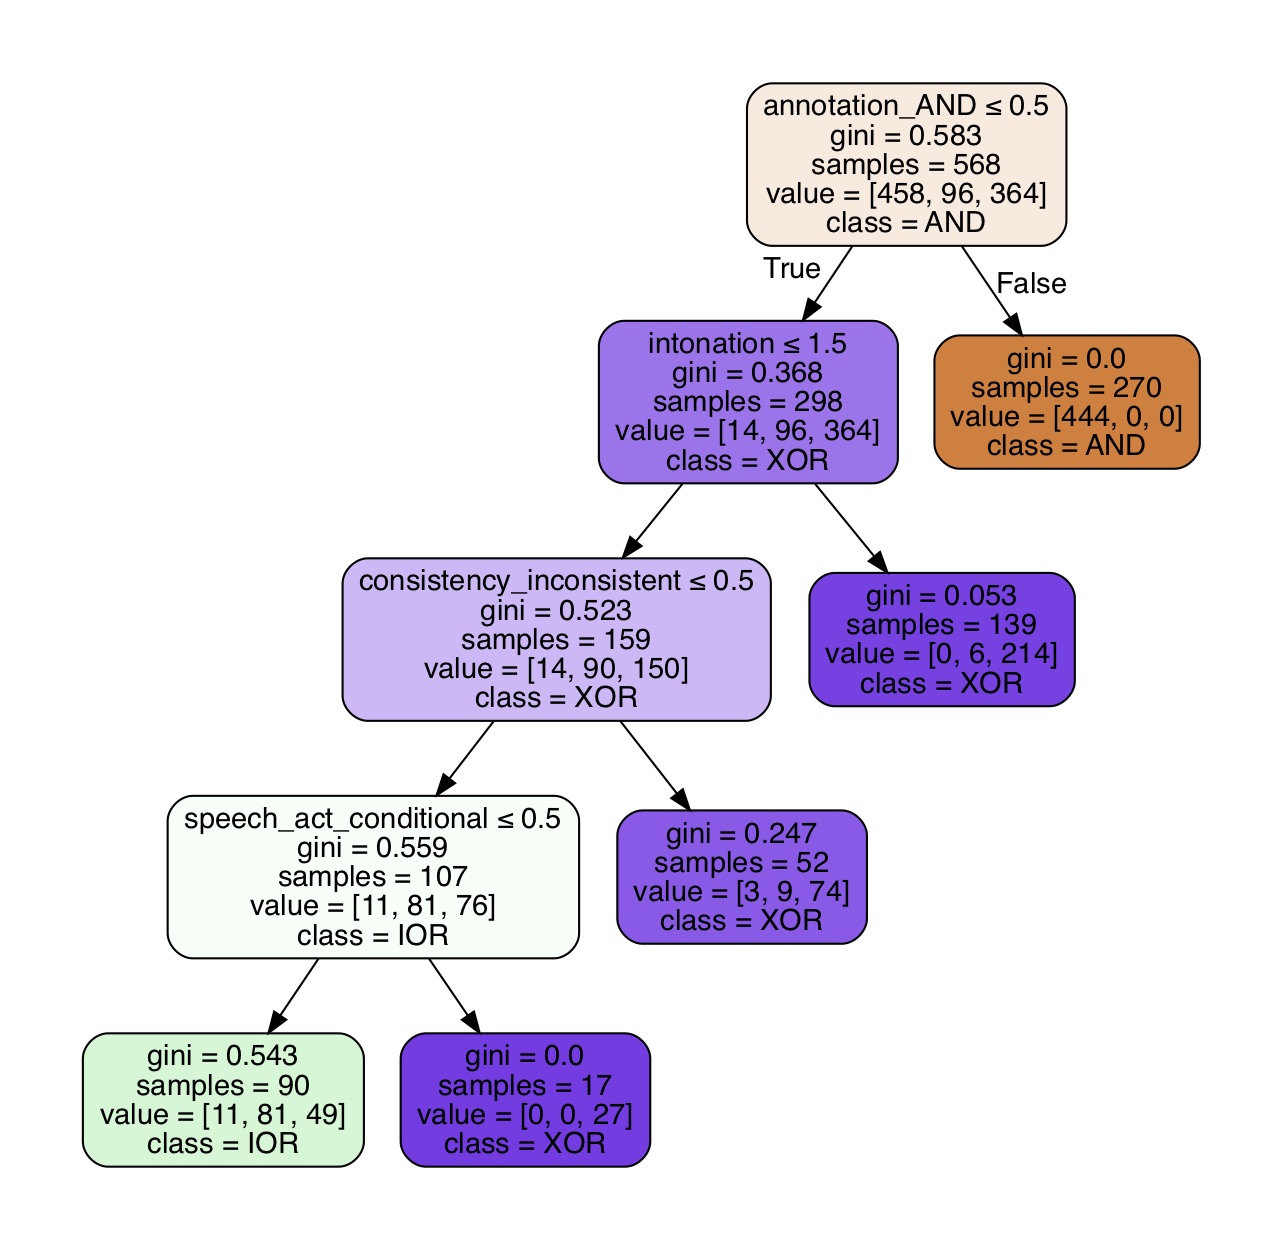 annotation_AND ≤ 0.5
gini = 0.583
samples = 568
value = [458, 96, 364]
class = AND
True
False
intonation ≤ 1.5
gini = 0.368
samples = 298
value = [14, 96, 364]
class = XOR
gini = 0.0
samples = 270
value = [444, 0, 0]
class = AND
consistency_inconsistent ≤ 0.5
gini = 0.523
samples = 159
value = [14, 90, 150]
class = XOR
gini = 0.053
samples = 139
value = [0, 6, 214]
class = XOR
speech_act_conditional ≤ 0.5
gini = 0.559
samples = 107
value = [11, 81, 76]
class = IOR
gini = 0.247
samples = 52
value = [3, 9, 74]
class = XOR
gini = 0.543
samples = 90
value = [11, 81, 49]
class = IOR
gini = 0.0
samples = 17
value = [0, 0, 27]
class = XOR